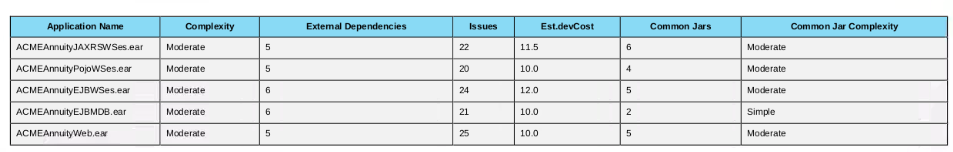 Application Name Complexity External Dependencies Issues Est.devCost Common Jars Common Jar Complexity
ACMEAnnuityJAXRSWSes.ear Moderate 5 22 11.5 6 Moderate
ACMEAnnuityPojoWSes.ear Moderate 5 20 10.0 4 Moderate
ACMEAnnuityEJBWSes.ear Moderate 6 24 12.0 5 Moderate
ACMEAnnuityEJBMDB.ear Moderate 6 21 10.0 2 Simple
ACMEAnnuityWeb.ear Moderate 5 25 10.0 5 Moderate